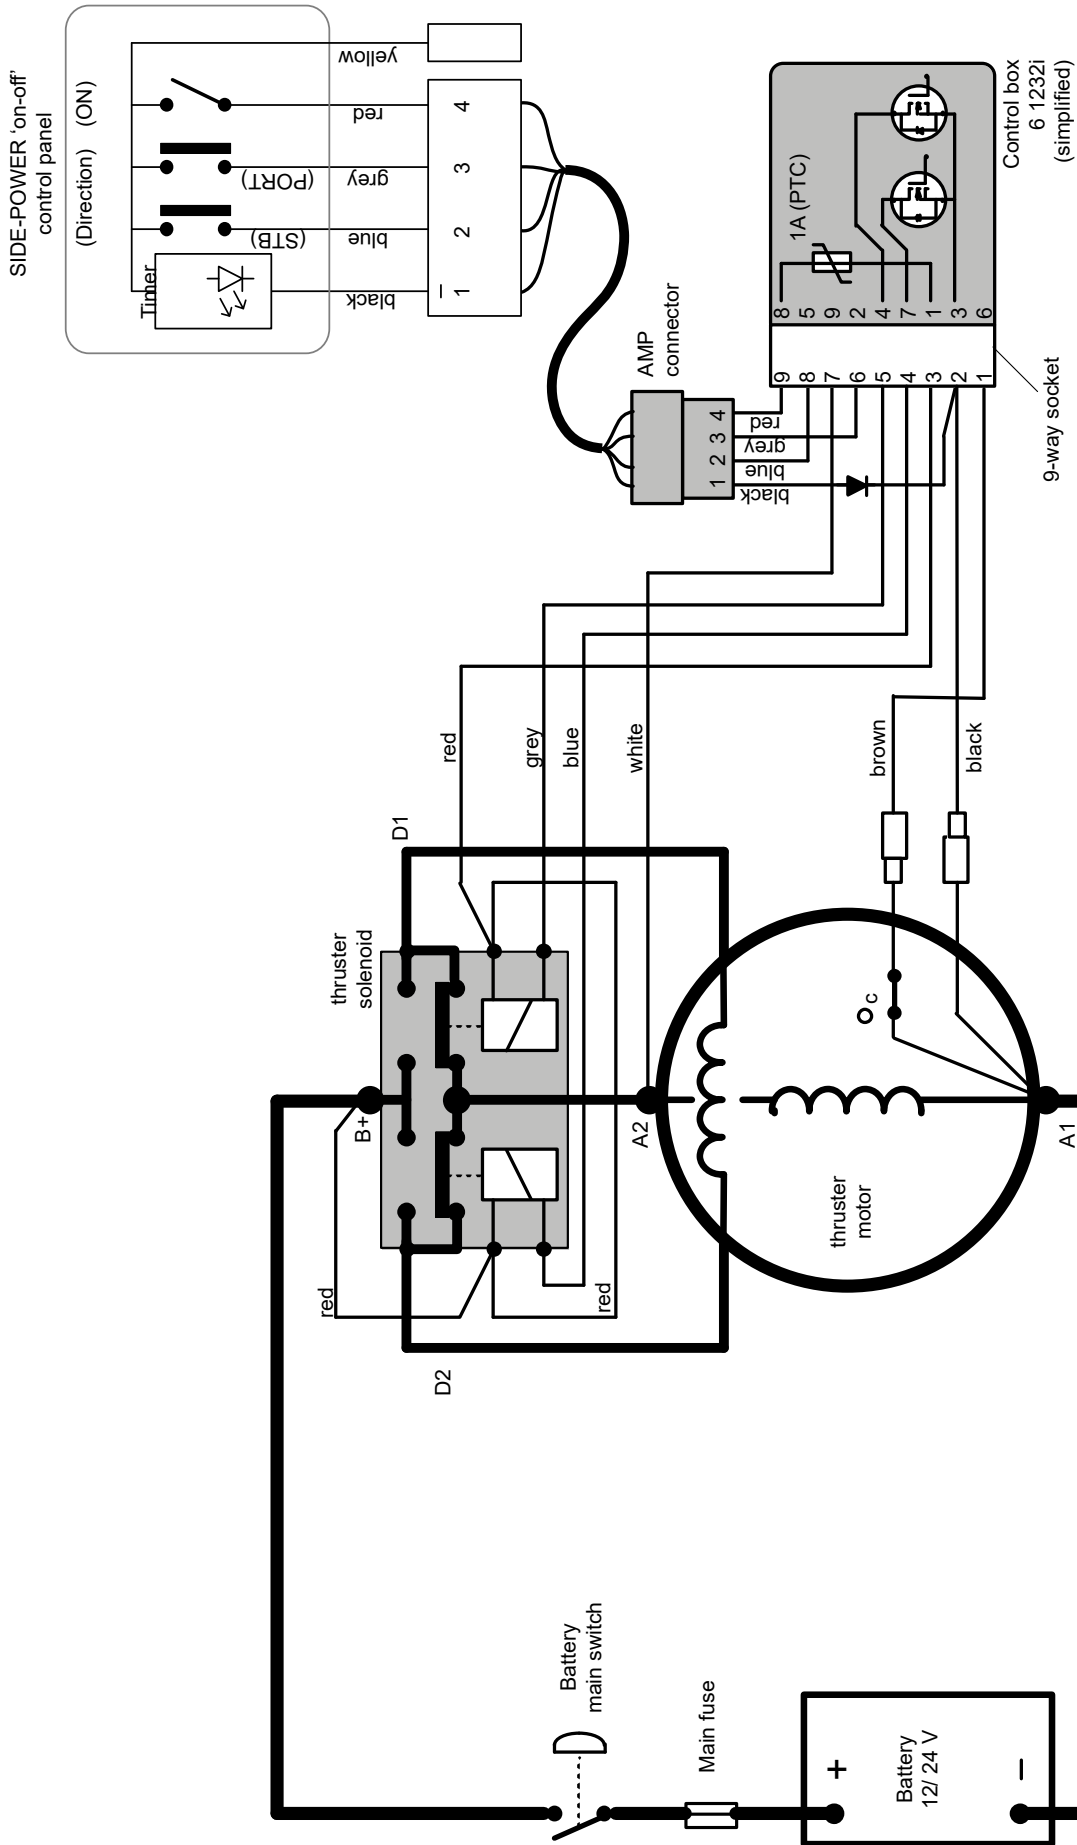 SIDE-POWER 'on-off'
control panel
(Direction)
(ON)
Timer
(STB)
(PORT)
black
blue
grey
red
yellow
1
2
3
4
–
AMP
connector
1
2
3
4
black
blue
grey
red
1A (PTC)
8
5
9
2
4
7
1
3
6
9
8
7
6
5
4
3
2
1
Control box
6 1232i
(simplified)
9-way socket
red
grey
blue
white
brown
black
D1
thruster
solenoid
B+
red
red
D2
A2
°c
thruster
motor
A1
Battery
main switch
Main fuse
+
Battery
12/ 24 V
–